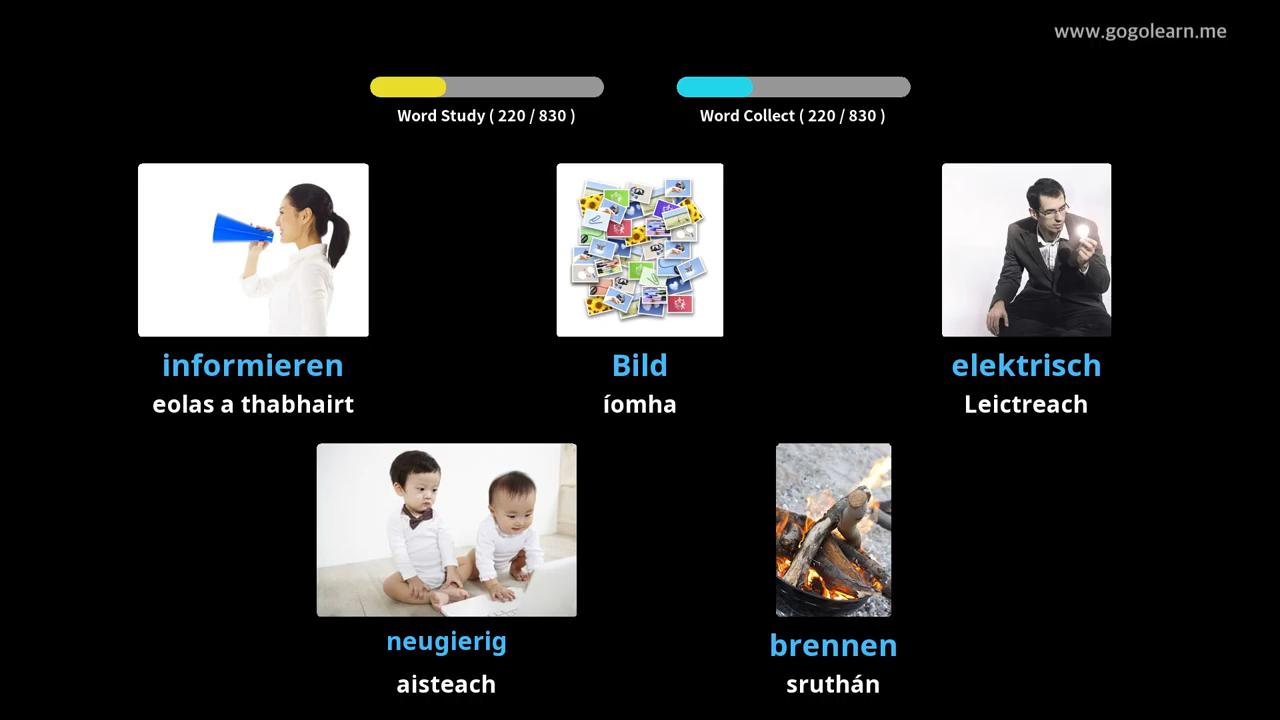 www.gogolearn.me
Word Study ( 220 / 830 )
Word Collect ( 220 / 830 )
informieren
eolas a thabhairt
Bild
íomha
elektrisch
Leictreach
neugierig
aisteach
brennen
sruthán